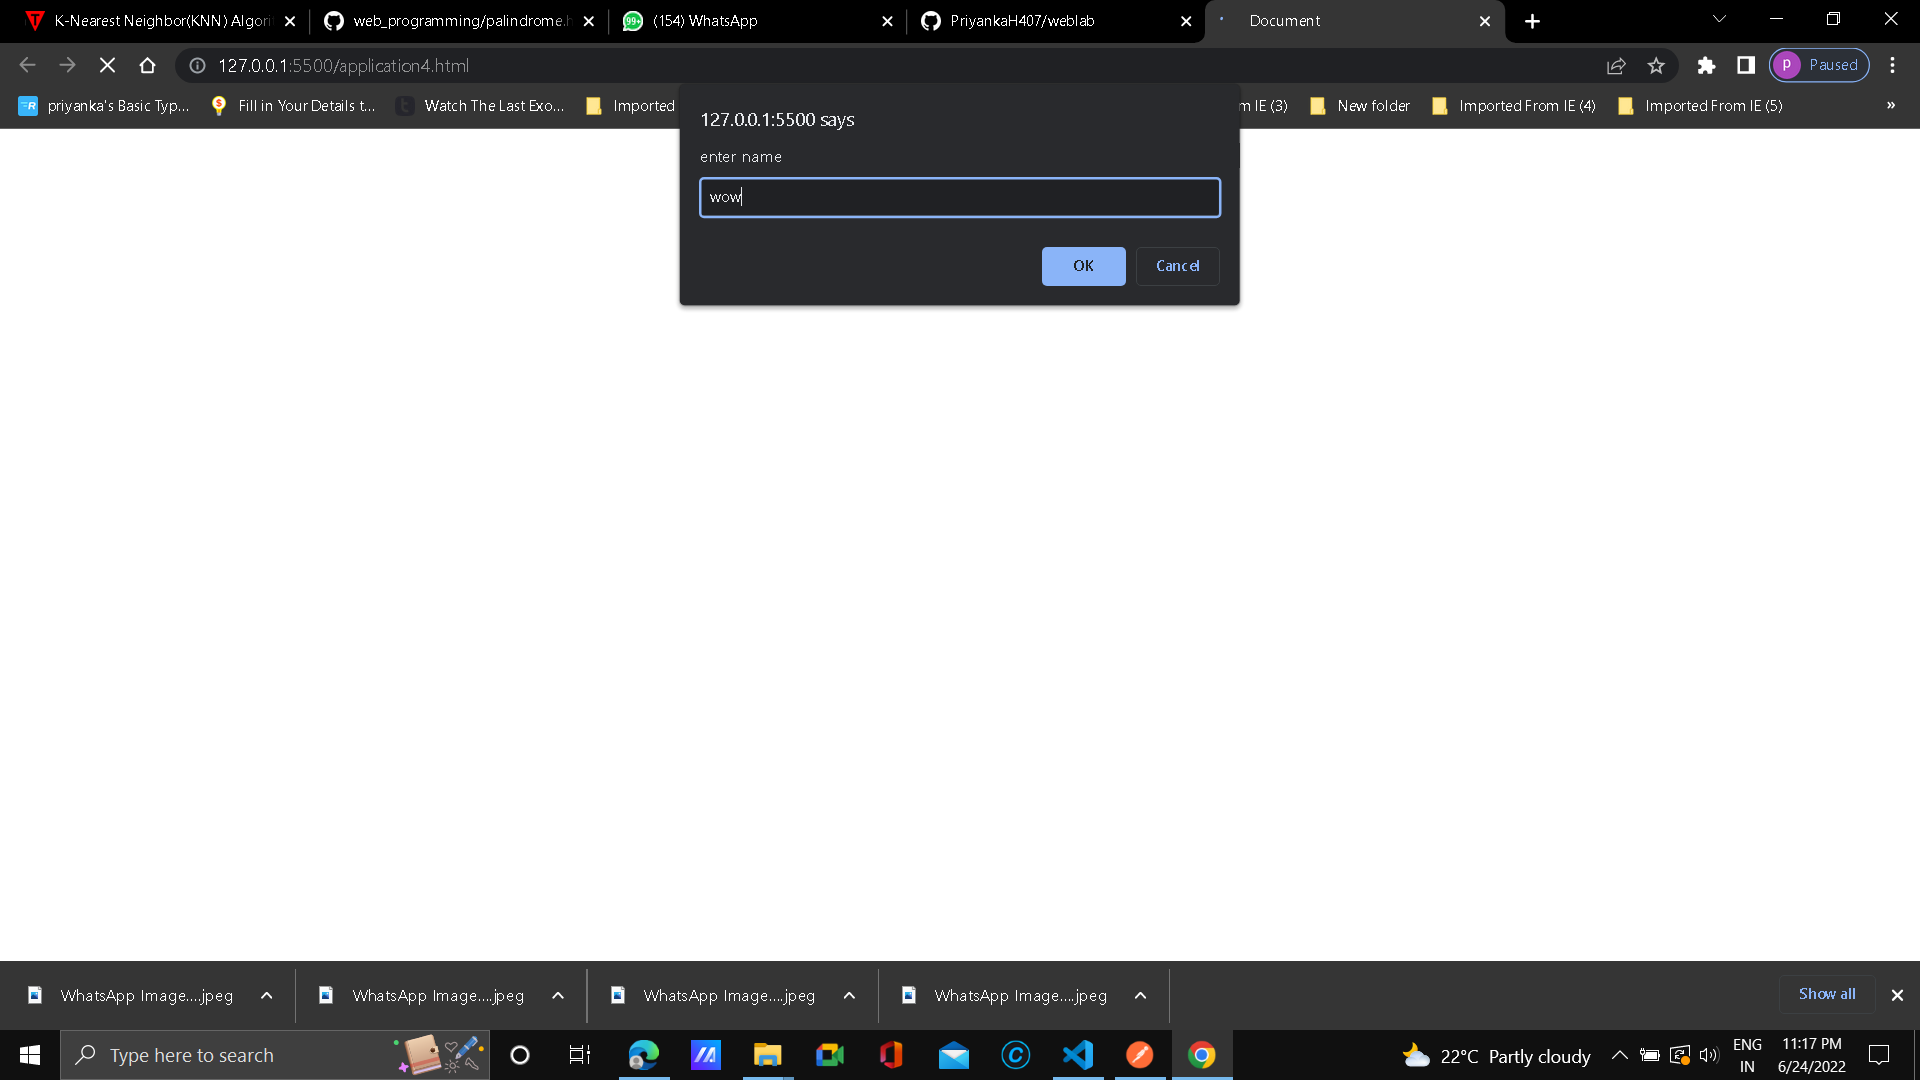 K-Nearest Neighbor(KNN) Algori
web_programming/palindrome.h
(154) WhatsApp
PriyankaH407/weblab
Document
127.0.0.1:5500/application4.html
P Paused
priyanka's Basic Typ...
Fill in Your Details t...
Watch The Last Exo...
Imported
m IE (3)
New folder
Imported From IE (4)
Imported From IE (5)
»
127.0.0.1:5500 says
enter name
wow
OK
Cancel
WhatsApp Image....jpeg
WhatsApp Image....jpeg
WhatsApp Image....jpeg
WhatsApp Image....jpeg
Show all
Type here to search
22°C Partly cloudy
ENG
IN
11:17 PM
6/24/2022